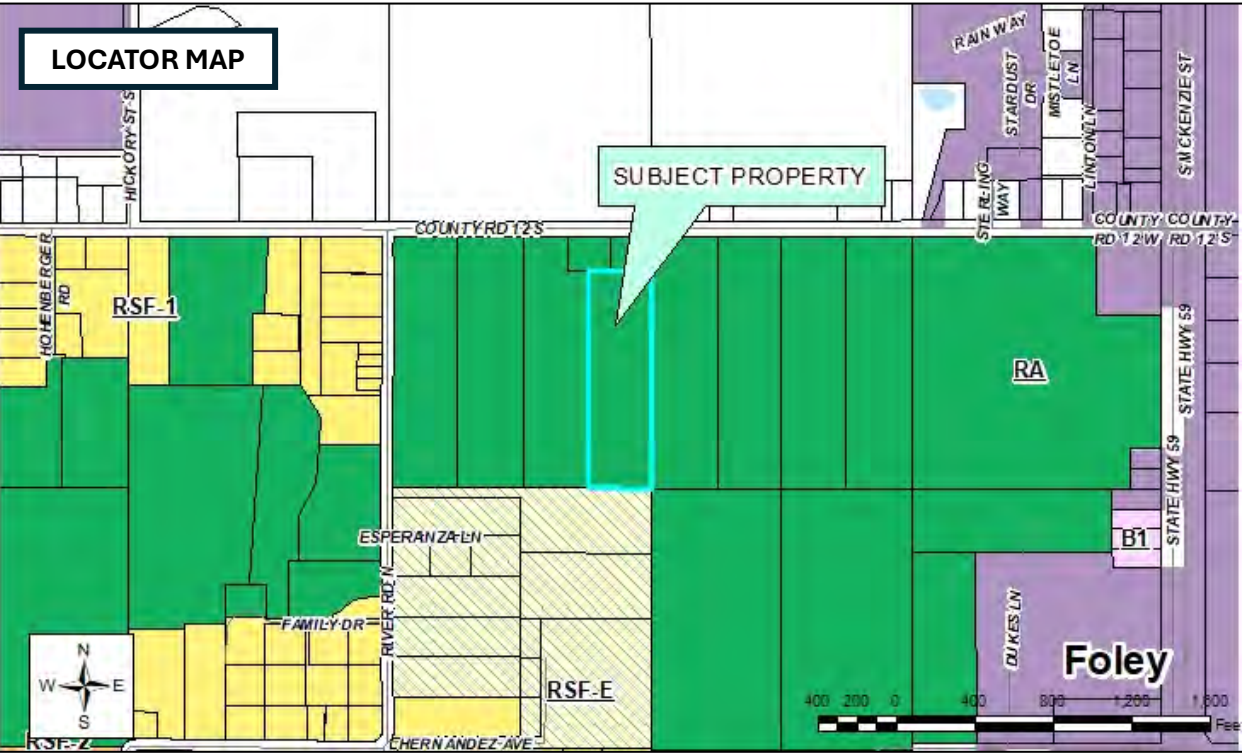 LOCATOR MAP
RAINWAY
STARDUST
DR
MISTLETOE
LN
LINTON LN
S MCKENZIE ST
HICKORY ST S
SUBJECT PROPERTY
STERLING
WAY
COUNTY RD 12 S
COUNTY
RD 12 W
COUNTY
RD 12 S
HOHENBERGER
RD
RSF-1
RA
STATE HWY 59
STATE HWY 59
ESPERANZA LN
B1
RIVER RD N
FAMILY DR
DUKES LN
Foley
RSF-E
N
W E
S
400 200 0 400 800 1,200 1,600
Feet
RSF-2
C HERNANDEZ AVE